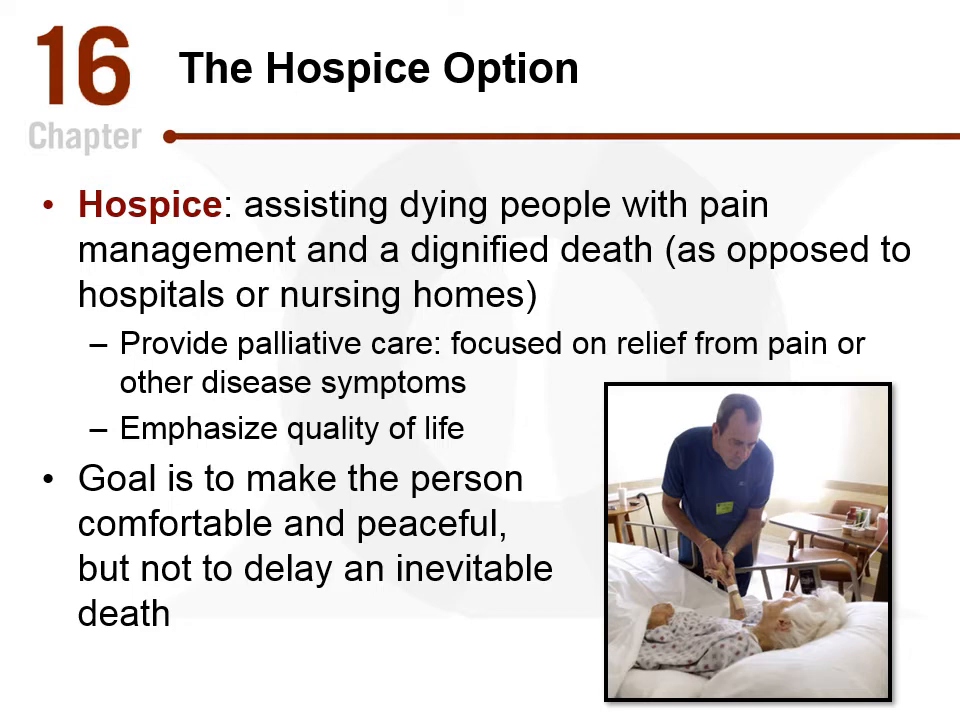 16
Chapter
The Hospice Option
• Hospice: assisting dying people with pain
management and a dignified death (as opposed to
hospitals or nursing homes)
– Provide palliative care: focused on relief from pain or
other disease symptoms
– Emphasize quality of life
• Goal is to make the person
comfortable and peaceful,
but not to delay an inevitable
death